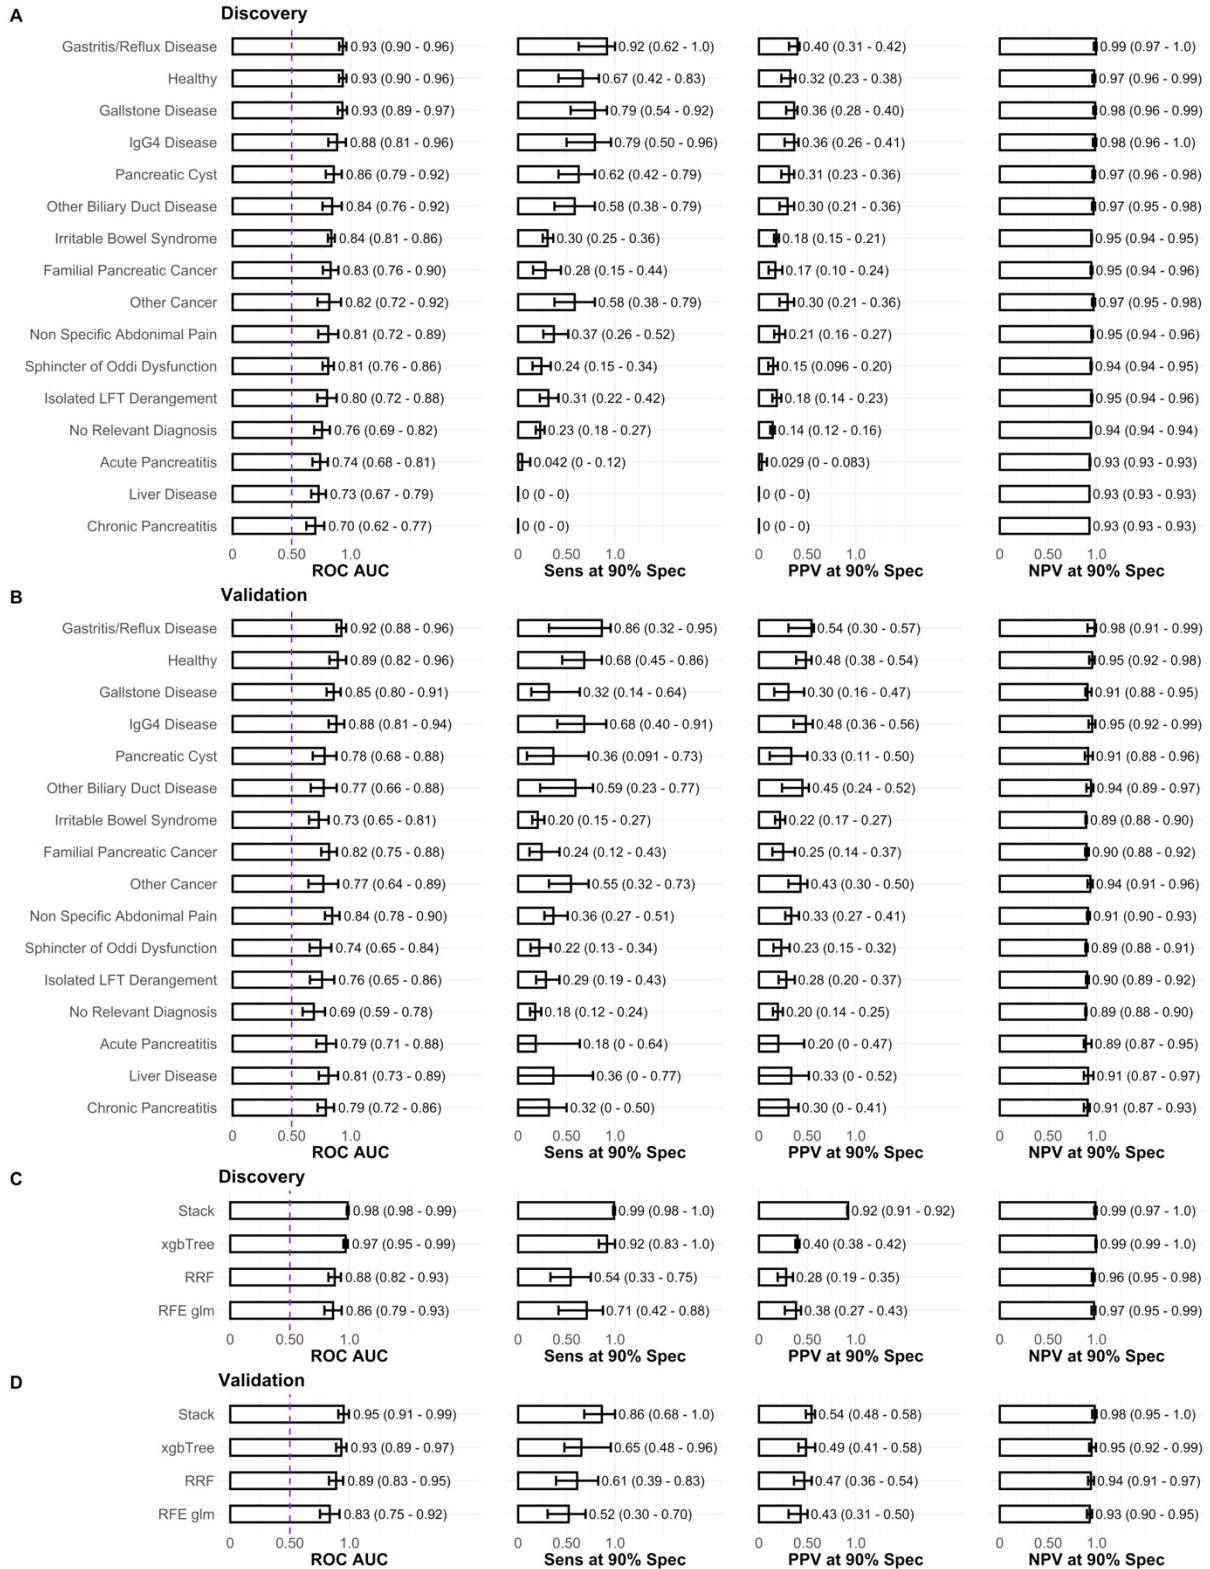 A Discovery
Gastritis/Reflux Disease 0.93 (0.90 - 0.96) 0.92 (0.62 - 1.0) 0.40 (0.31 - 0.42) 0.99 (0.97 - 1.0)
Healthy 0.93 (0.90 - 0.96) 0.67 (0.42 - 0.83) 0.32 (0.23 - 0.38) 0.97 (0.96 - 0.99)
Gallstone Disease 0.93 (0.89 - 0.97) 0.79 (0.54 - 0.92) 0.36 (0.28 - 0.40) 0.98 (0.96 - 0.99)
IgG4 Disease 0.88 (0.81 - 0.96) 0.79 (0.50 - 0.96) 0.36 (0.26 - 0.41) 0.98 (0.96 - 1.0)
Pancreatic Cyst 0.86 (0.79 - 0.92) 0.62 (0.42 - 0.79) 0.31 (0.23 - 0.36) 0.97 (0.96 - 0.98)
Other Biliary Duct Disease 0.84 (0.76 - 0.92) 0.58 (0.38 - 0.79) 0.30 (0.21 - 0.36) 0.97 (0.95 - 0.98)
Irritable Bowel Syndrome 0.84 (0.81 - 0.86) 0.30 (0.25 - 0.36) 0.18 (0.15 - 0.21) 0.95 (0.94 - 0.95)
Familial Pancreatic Cancer 0.83 (0.76 - 0.90) 0.28 (0.15 - 0.44) 0.17 (0.10 - 0.24) 0.95 (0.94 - 0.96)
Other Cancer 0.82 (0.72 - 0.92) 0.58 (0.38 - 0.79) 0.30 (0.21 - 0.36) 0.97 (0.95 - 0.98)
Non Specific Abdominal Pain 0.81 (0.72 - 0.89) 0.37 (0.26 - 0.52) 0.21 (0.16 - 0.27) 0.95 (0.94 - 0.96)
Sphincter of Oddi Dysfunction 0.81 (0.76 - 0.86) 0.24 (0.15 - 0.34) 0.15 (0.096 - 0.20) 0.94 (0.94 - 0.95)
Isolated LFT Derangement 0.80 (0.72 - 0.88) 0.31 (0.22 - 0.42) 0.18 (0.14 - 0.23) 0.95 (0.94 - 0.96)
No Relevant Diagnosis 0.76 (0.69 - 0.82) 0.23 (0.18 - 0.27) 0.14 (0.12 - 0.16) 0.94 (0.94 - 0.94)
Acute Pancreatitis 0.74 (0.68 - 0.81) 0.042 (0 - 0.12) 0.029 (0 - 0.083) 0.93 (0.93 - 0.93)
Liver Disease 0.73 (0.67 - 0.79) 0 (0 - 0) 0 (0 - 0) 0.93 (0.93 - 0.93)
Chronic Pancreatitis 0.70 (0.62 - 0.77) 0 (0 - 0) 0 (0 - 0) 0.93 (0.93 - 0.93)
0 0.50 1.0 0 0.50 1.0 0 0.50 1.0 0 0.50 1.0
ROC AUC Sens at 90% Spec PPV at 90% Spec NPV at 90% Spec
B Validation
Gastritis/Reflux Disease 0.92 (0.88 - 0.96) 0.86 (0.32 - 0.95) 0.54 (0.30 - 0.57) 0.98 (0.91 - 0.99)
Healthy 0.89 (0.82 - 0.96) 0.68 (0.45 - 0.86) 0.48 (0.38 - 0.54) 0.95 (0.92 - 0.98)
Gallstone Disease 0.85 (0.80 - 0.91) 0.32 (0.14 - 0.64) 0.30 (0.16 - 0.47) 0.91 (0.88 - 0.95)
IgG4 Disease 0.88 (0.81 - 0.94) 0.68 (0.40 - 0.91) 0.48 (0.36 - 0.56) 0.95 (0.92 - 0.99)
Pancreatic Cyst 0.78 (0.68 - 0.88) 0.36 (0.091 - 0.73) 0.33 (0.11 - 0.50) 0.91 (0.88 - 0.96)
Other Biliary Duct Disease 0.77 (0.66 - 0.88) 0.59 (0.23 - 0.77) 0.45 (0.24 - 0.52) 0.94 (0.89 - 0.97)
Irritable Bowel Syndrome 0.73 (0.65 - 0.81) 0.20 (0.15 - 0.27) 0.22 (0.17 - 0.27) 0.89 (0.88 - 0.90)
Familial Pancreatic Cancer 0.82 (0.75 - 0.88) 0.24 (0.12 - 0.43) 0.25 (0.14 - 0.37) 0.90 (0.88 - 0.92)
Other Cancer 0.77 (0.64 - 0.89) 0.55 (0.32 - 0.73) 0.43 (0.30 - 0.50) 0.94 (0.91 - 0.96)
Non Specific Abdominal Pain 0.84 (0.78 - 0.90) 0.36 (0.27 - 0.51) 0.33 (0.27 - 0.41) 0.91 (0.90 - 0.93)
Sphincter of Oddi Dysfunction 0.74 (0.65 - 0.84) 0.22 (0.13 - 0.34) 0.23 (0.15 - 0.32) 0.89 (0.88 - 0.91)
Isolated LFT Derangement 0.76 (0.65 - 0.86) 0.29 (0.19 - 0.43) 0.28 (0.20 - 0.37) 0.90 (0.89 - 0.92)
No Relevant Diagnosis 0.69 (0.59 - 0.78) 0.18 (0.12 - 0.24) 0.20 (0.14 - 0.25) 0.89 (0.88 - 0.90)
Acute Pancreatitis 0.79 (0.71 - 0.88) 0.18 (0 - 0.64) 0.20 (0 - 0.47) 0.89 (0.87 - 0.95)
Liver Disease 0.81 (0.73 - 0.89) 0.36 (0 - 0.77) 0.33 (0 - 0.52) 0.91 (0.87 - 0.97)
Chronic Pancreatitis 0.79 (0.72 - 0.86) 0.32 (0 - 0.50) 0.30 (0 - 0.41) 0.91 (0.87 - 0.93)
0 0.50 1.0 0 0.50 1.0 0 0.50 1.0 0 0.50 1.0
ROC AUC Sens at 90% Spec PPV at 90% Spec NPV at 90% Spec
C Discovery
Stack 0.98 (0.98 - 0.99) 0.99 (0.98 - 1.0) 0.92 (0.91 - 0.92) 0.99 (0.97 - 1.0)
xgbTree 0.97 (0.95 - 0.99) 0.92 (0.83 - 1.0) 0.40 (0.38 - 0.42) 0.99 (0.99 - 1.0)
RRF 0.88 (0.82 - 0.93) 0.54 (0.33 - 0.75) 0.28 (0.19 - 0.35) 0.96 (0.95 - 0.98)
RFE glm 0.86 (0.79 - 0.93) 0.71 (0.42 - 0.88) 0.38 (0.27 - 0.43) 0.97 (0.95 - 0.99)
0 0.50 1.0 0 0.50 1.0 0 0.50 1.0 0 0.50 1.0
ROC AUC Sens at 90% Spec PPV at 90% Spec NPV at 90% Spec
D Validation
Stack 0.95 (0.91 - 0.99) 0.86 (0.68 - 1.0) 0.54 (0.48 - 0.58) 0.98 (0.95 - 1.0)
xgbTree 0.93 (0.89 - 0.97) 0.65 (0.48 - 0.96) 0.49 (0.41 - 0.58) 0.95 (0.92 - 0.99)
RRF 0.89 (0.83 - 0.95) 0.61 (0.39 - 0.83) 0.47 (0.36 - 0.54) 0.94 (0.91 - 0.97)
RFE glm 0.83 (0.75 - 0.92) 0.52 (0.30 - 0.70) 0.43 (0.31 - 0.50) 0.93 (0.90 - 0.95)
0 0.50 1.0 0 0.50 1.0 0 0.50 1.0 0 0.50 1.0
ROC AUC Sens at 90% Spec PPV at 90% Spec NPV at 90% Spec